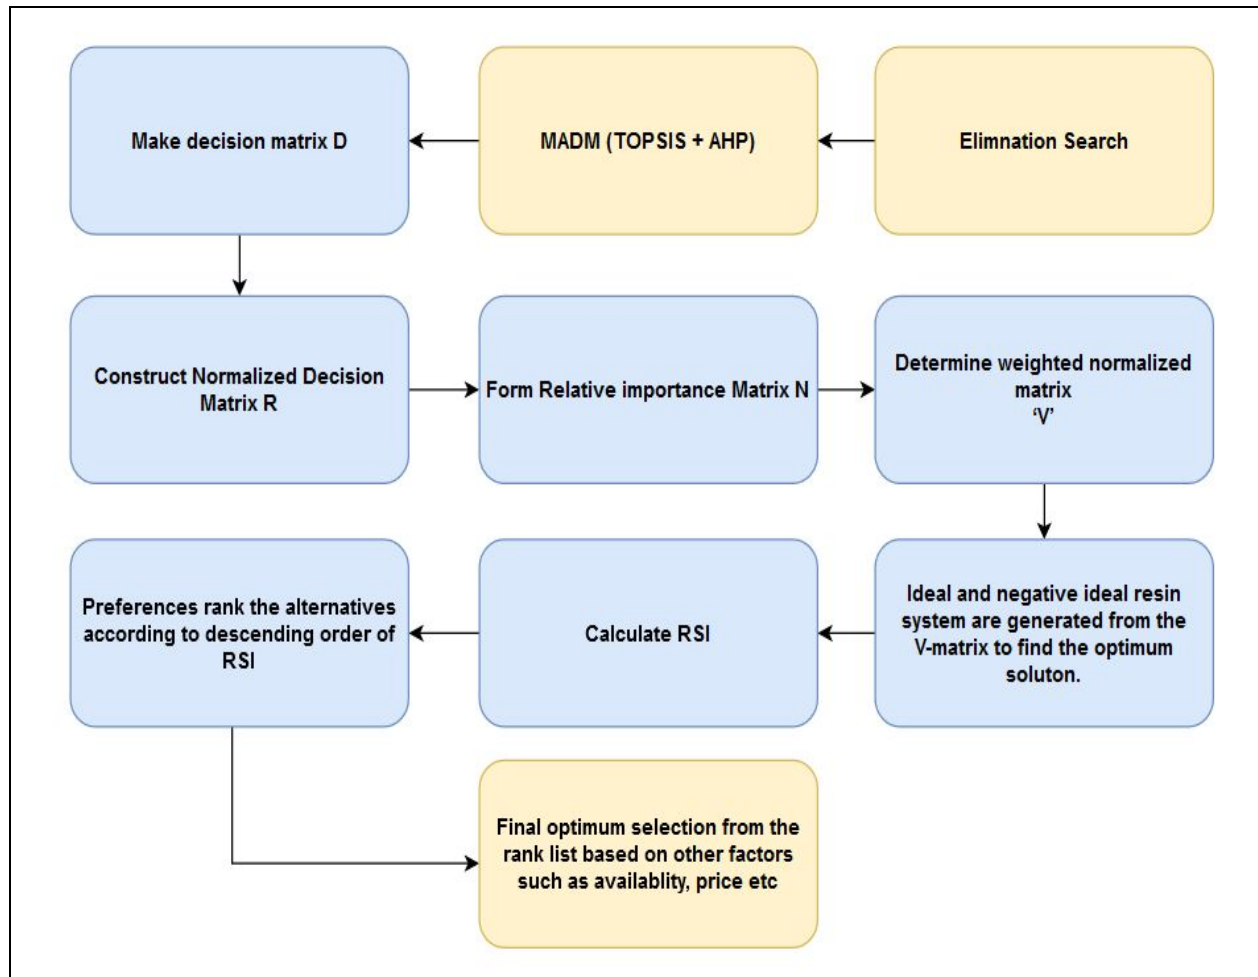 Make decision matrix D
MADM (TOPSIS + AHP)
Elimnation Search
Construct Normalized Decision
Matrix R
Form Relative importance Matrix N
Determine weighted normalized
matrix
‘V’
Preferences rank the alternatives
according to descending order of
RSI
Calculate RSI
Ideal and negative ideal resin
system are generated from the
V-matrix to find the optimum
soluton.
Final optimum selection from the
rank list based on other factors
such as availablity, price etc